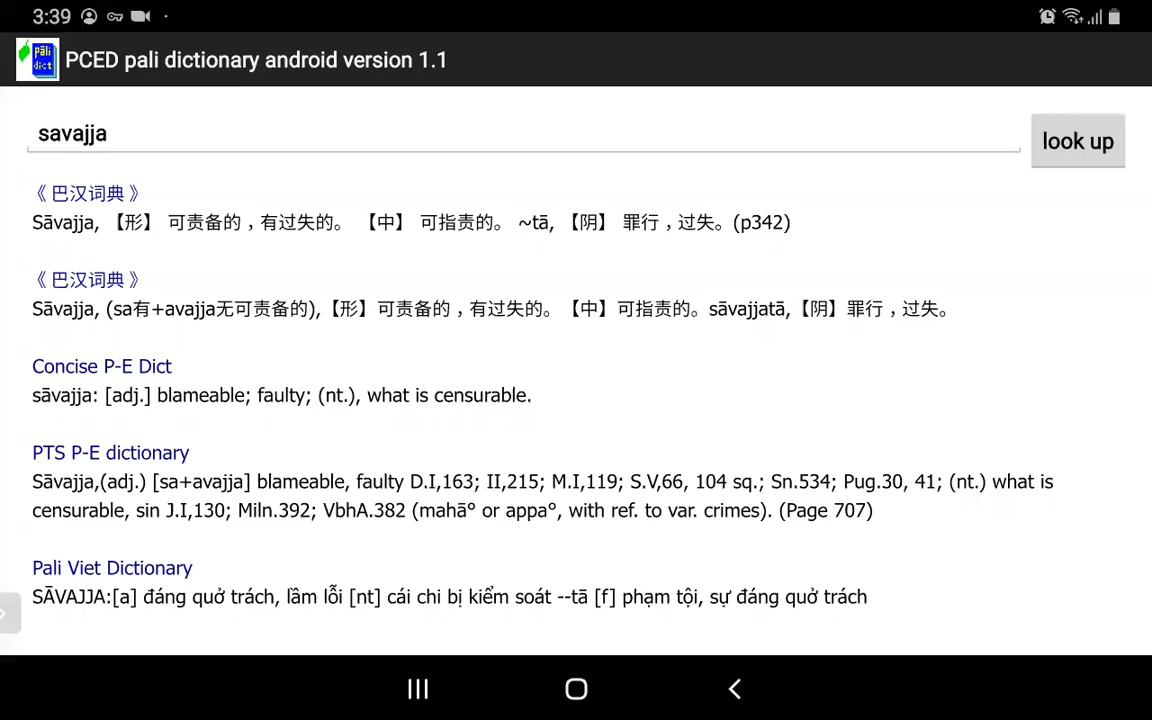 3:39
Pāli dict
PCED pali dictionary android version 1.1
savajja
look up
《 巴汉词典 》
Sāvajja, 【形】 可责备的﹐有过失的。 【中】 可指责的。 ~tā, 【阴】 罪行﹐过失。(p342)
《 巴汉词典 》
Sāvajja, (sa有+avajja无可责备的),【形】可责备的﹐有过失的。【中】可指责的。sāvajjatā,【阴】罪行﹐过失。
Concise P-E Dict
sāvajja: [adj.] blameable; faulty; (nt.), what is censurable.
PTS P-E dictionary
Sāvajja,(adj.) [sa+avajja] blameable, faulty D.I,163; II,215; M.I,119; S.V,66, 104 sq.; Sn.534; Pug.30, 41; (nt.) what is
censurable, sin J.I,130; Miln.392; VbhA.382 (mahā° or appa°, with ref. to var. crimes). (Page 707)
Pali Viet Dictionary
SĀVAJJA:[a] đáng quở trách, lầm lỗi [nt] cái chi bị kiểm soát --tā [f] phạm tội, sự đáng quở trách